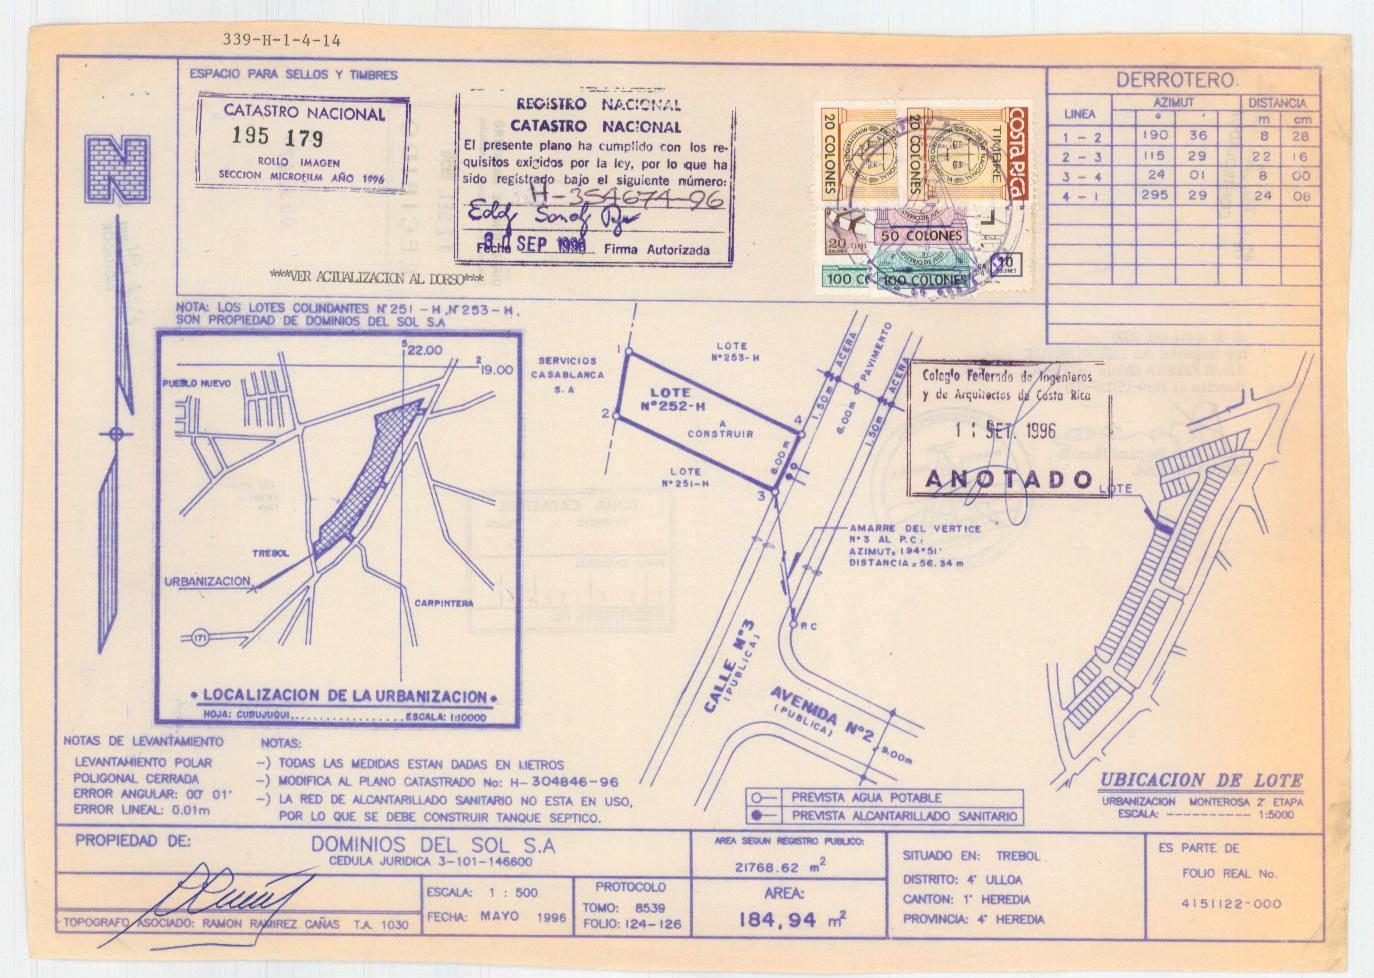 339-H-1-4-14
ESPACIO PARA SELLOS Y TIMBRES
CATASTRO NACIONAL
195 179
ROLLO IMAGEN
SECCION MICROFILM AÑO 1996
REGISTRO NACIONAL
CATASTRO NACIONAL
El presente plano ha cumplido con los re-
quisitos exigidos por la ley, por lo que ha
sido registrado bajo el siguiente número:
H-354674-96
Fecha 30 SEP 1996 Firma Autorizada
***VER ACTUALIZACION AL DORSO***
20 COLONES
20 COLONES
TIMBRE
COSTA RICA
50 COLONES
20
100 COLONES
10
COLONES
DERROTERO.
LINEA AZIMUT DISTANCIA
° ' m cm
1 - 2 190 36 8 28
2 - 3 115 29 22 16
3 - 4 24 01 8 00
4 - 1 295 29 24 08
N
NOTA: LOS LOTES COLINDANTES N°251 - H ,N°253 - H ,
SON PROPIEDAD DE DOMINIOS DEL SOL S.A
522.00
219.00
PUEBLO NUEVO
TREBOL
URBANIZACION
CARPINTERA
171
• LOCALIZACION DE LA URBANIZACION •
HOJA: CUBUJUQUI ESCALA: 1:10000
SERVICIOS
CASABLANCA
S.A
LOTE
N°253-H
1
2
3
4
LOTE
N°252-H
A
CONSTRUIR
8.00 m
LOTE
N°251-H
1.50m ACERA
6.00m PAVIMENTO
1.50m ACERA
AMARRE DEL VERTICE
N°3 AL P.C:
AZIMUT= 194°51'
DISTANCIA=56.34 m
P.C
CALLE N°3
(PUBLICA)
AVENIDA N°2
(PUBLICA)
9.00m
Colegio Federado de Ingenieros
y de Arquitectos de Costa Rica
11 SET. 1996
ANOTADO
LOTE
UBICACION DE LOTE
URBANIZACION MONTEROSA 2° ETAPA
ESCALA: ---------- 1:5000
NOTAS DE LEVANTAMIENTO
LEVANTAMIENTO POLAR
POLIGONAL CERRADA
ERROR ANGULAR: 00° 01'
ERROR LINEAL: 0.01m
NOTAS:
-) TODAS LAS MEDIDAS ESTAN DADAS EN METROS
-) MODIFICA AL PLANO CATASTRADO No: H- 304846-96
-) LA RED DE ALCANTARILLADO SANITARIO NO ESTA EN USO,
POR LO QUE SE DEBE CONSTRUIR TANQUE SEPTICO.
PREVISTA AGUA POTABLE
PREVISTA ALCANTARILLADO SANITARIO
PROPIEDAD DE:
DOMINIOS DEL SOL S.A
CEDULA JURIDICA 3-101-146600
TOPOGRAFO ASOCIADO: RAMON RAMIREZ CAÑAS T.A. 1030
ESCALA: 1 : 500
FECHA: MAYO 1996
PROTOCOLO
TOMO: 8539
FOLIO: 124-126
AREA SEGUN REGISTRO PUBLICO:
21768.62 m²
AREA:
184,94 m²
SITUADO EN: TREBOL
DISTRITO: 4° ULLOA
CANTON: 1° HEREDIA
PROVINCIA: 4° HEREDIA
ES PARTE DE
FOLIO REAL No.
4151122-000